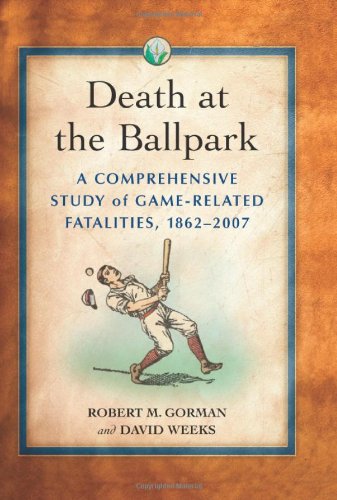 Death at
the Ballpark
A COMPREHENSIVE
STUDY of GAME-RELATED
FATALITIES, 1862–2007
ROBERT M. GORMAN
and DAVID WEEKS